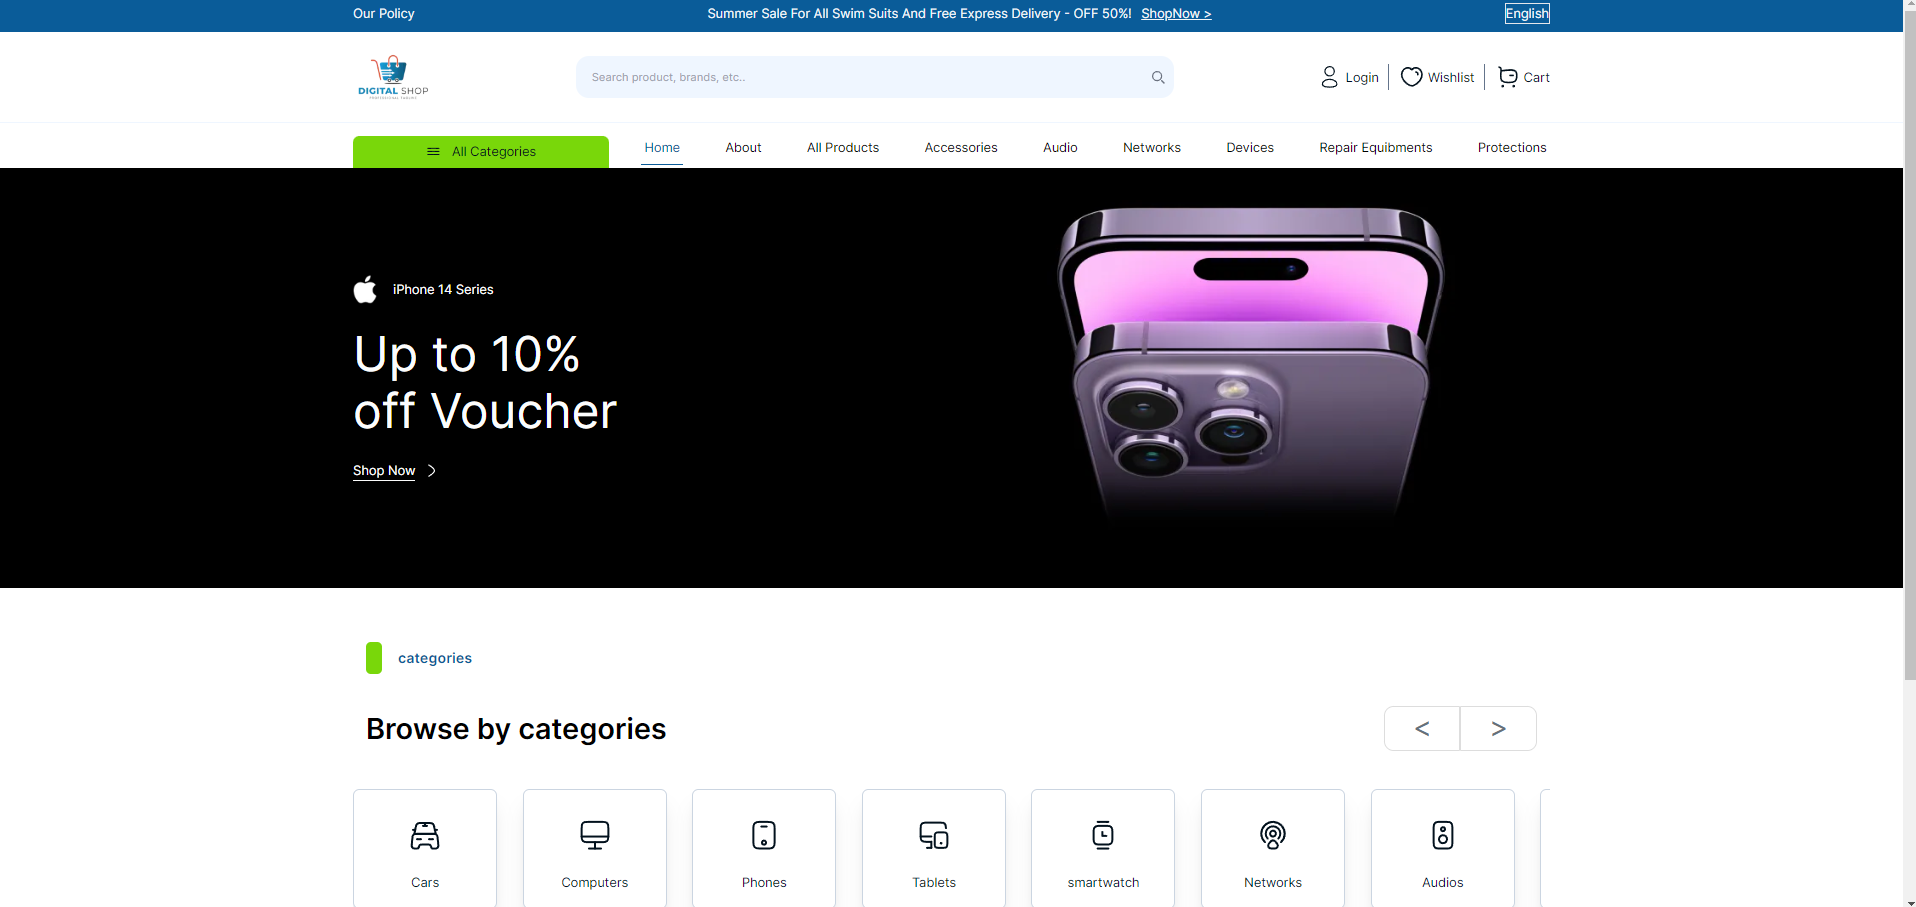 Our Policy
Summer Sale For All Swim Suits And Free Express Delivery - OFF 50%! ShopNow >
English
DIGITAL SHOP
Search product, brands, etc..
Login
Wishlist
Cart
All Categories
Home
About
All Products
Accessories
Audio
Networks
Devices
Repair Equibments
Protections
iPhone 14 Series
Up to 10%
off Voucher
Shop Now
categories
Browse by categories
< >
Cars
Computers
Phones
Tablets
smartwatch
Networks
Audios